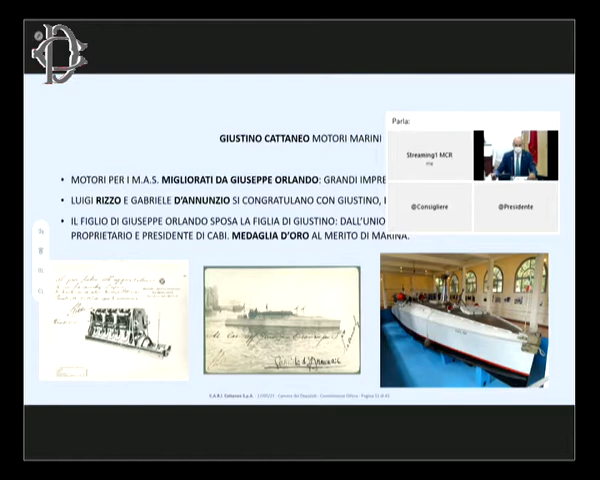 Parla:
GIUSTINO CATTANEO MOTORI MARINI
Streaming1 MCR
me
MOTORI PER I M.A.S. MIGLIORATI DA GIUSEPPE ORLANDO: GRANDI IMPRE
LUIGI RIZZO E GABRIELE D'ANNUNZIO SI CONGRATULANO CON GIUSTINO,
@Consigliere
@Presidente
IL FIGLIO DI GIUSEPPE ORLANDO SPOSA LA FIGLIA DI GIUSTINO: DALL'UNIO
PROPRIETARIO E PRESIDENTE DI CABI. MEDAGLIA D'ORO AL MERITO DI MARINA.